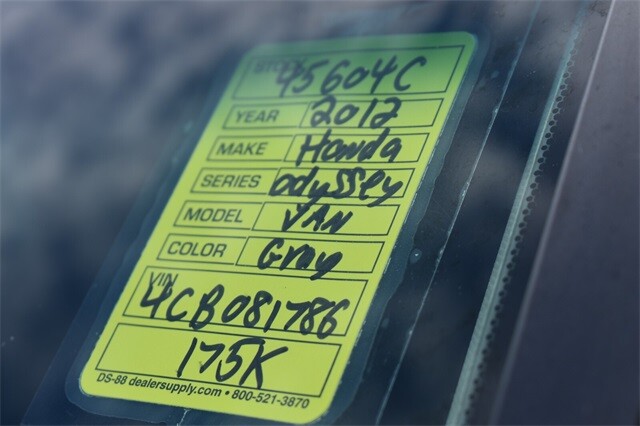 STOCK 45604C
YEAR 2012
MAKE Honda
SERIES odyssey
MODEL VAN
COLOR Gray
VIN
4CB081786
175K
DS-88 dealersupply.com • 800-521-3870